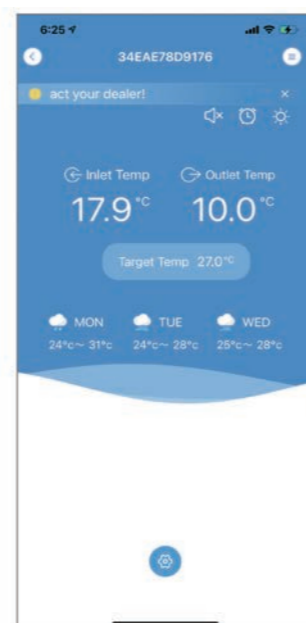 6:25
34EAE78D9176
act your dealer!
Inlet Temp
Outlet Temp
17.9°C
10.0°C
Target Temp 27.0°C
MON
TUE
WED
24°c~ 31°c
24°c~ 28°c
25°c~ 28°c